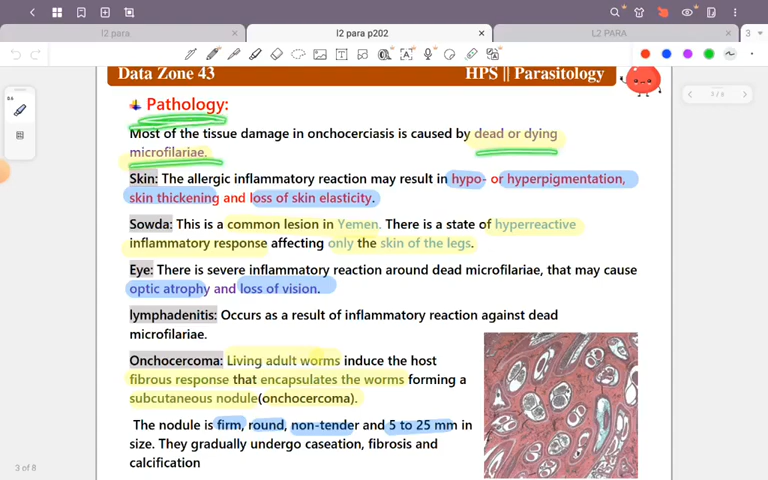 l2 para
l2 para p202
L2 PARA
3
0.6
3 / 8
Data Zone 43
HPS || Parasitology
Pathology:
Most of the tissue damage in onchocerciasis is caused by dead or dying
microfilariae.
Skin: The allergic inflammatory reaction may result in hypo- or hyperpigmentation,
skin thickening and loss of skin elasticity.
Sowda: This is a common lesion in Yemen. There is a state of hyperreactive
inflammatory response affecting only the skin of the legs.
Eye: There is severe inflammatory reaction around dead microfilariae, that may cause
optic atrophy and loss of vision.
lymphadenitis: Occurs as a result of inflammatory reaction against dead
microfilariae.
Onchocercoma: Living adult worms induce the host
fibrous response that encapsulates the worms forming a
subcutaneous nodule(onchocercoma).
The nodule is firm, round, non-tender and 5 to 25 mm in
size. They gradually undergo caseation, fibrosis and
calcification
3 of 8